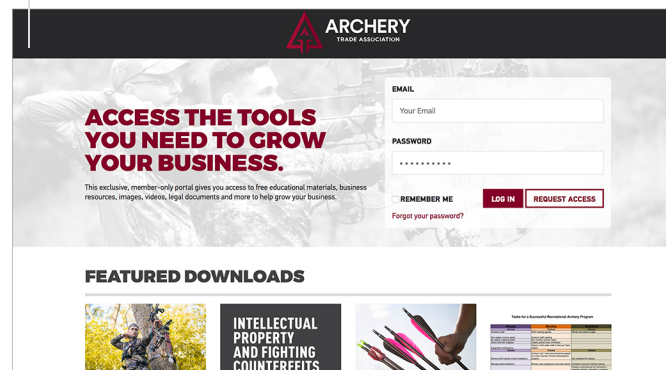 ARCHERY
TRADE ASSOCIATION
ACCESS THE TOOLS
YOU NEED TO GROW
YOUR BUSINESS.
This exclusive, member-only portal gives you access to free educational materials, business
resources, images, videos, legal documents and more to help grow your business.
EMAIL
Your Email
PASSWORD
REMEMBER ME
LOG IN
REQUEST ACCESS
Forgot your password?
FEATURED DOWNLOADS
INTELLECTUAL
PROPERTY
AND FIGHTING
COUNTERFEITS
Tasks for a Successful Recreational Archery Program